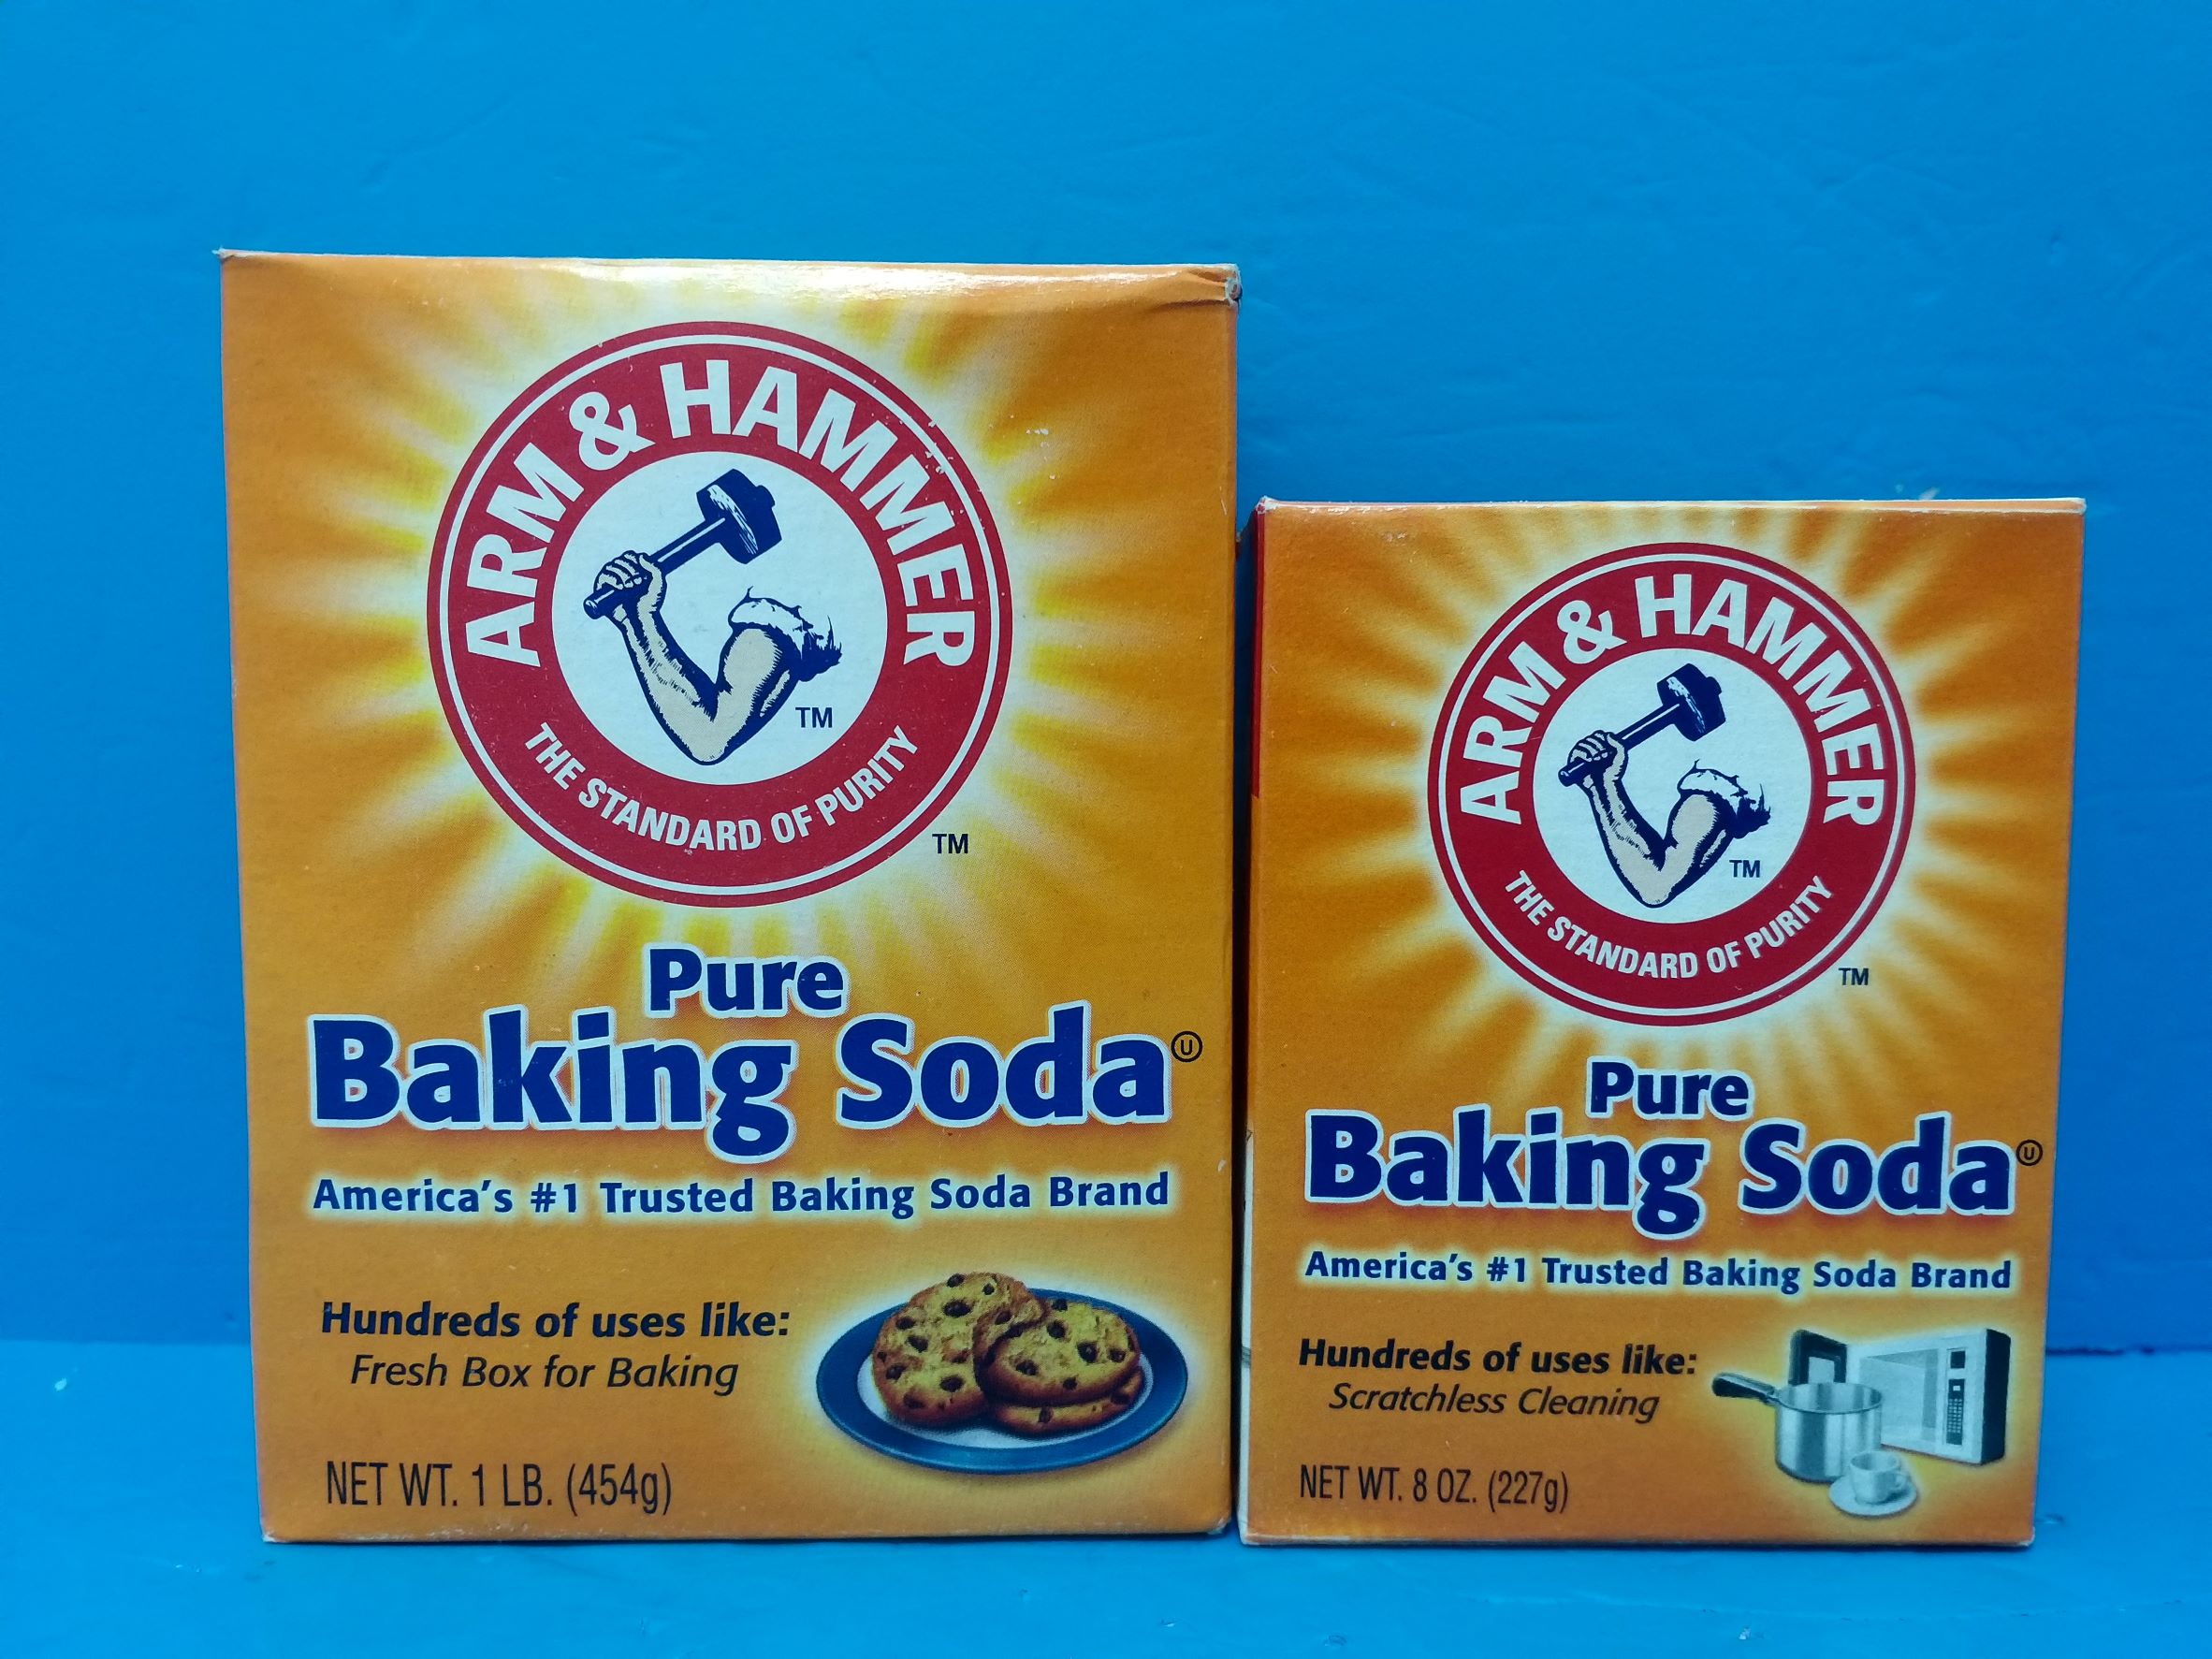 ARM & HAMMER
TM
THE STANDARD OF PURITY
TM
Pure
Baking Soda Ⓤ
America's #1 Trusted Baking Soda Brand
Hundreds of uses like:
Fresh Box for Baking
NET WT. 1 LB. (454g)
ARM & HAMMER
TM
THE STANDARD OF PURITY
TM
Pure
Baking Soda Ⓤ
America's #1 Trusted Baking Soda Brand
Hundreds of uses like:
Scratchless Cleaning
NET WT. 8 OZ. (227g)